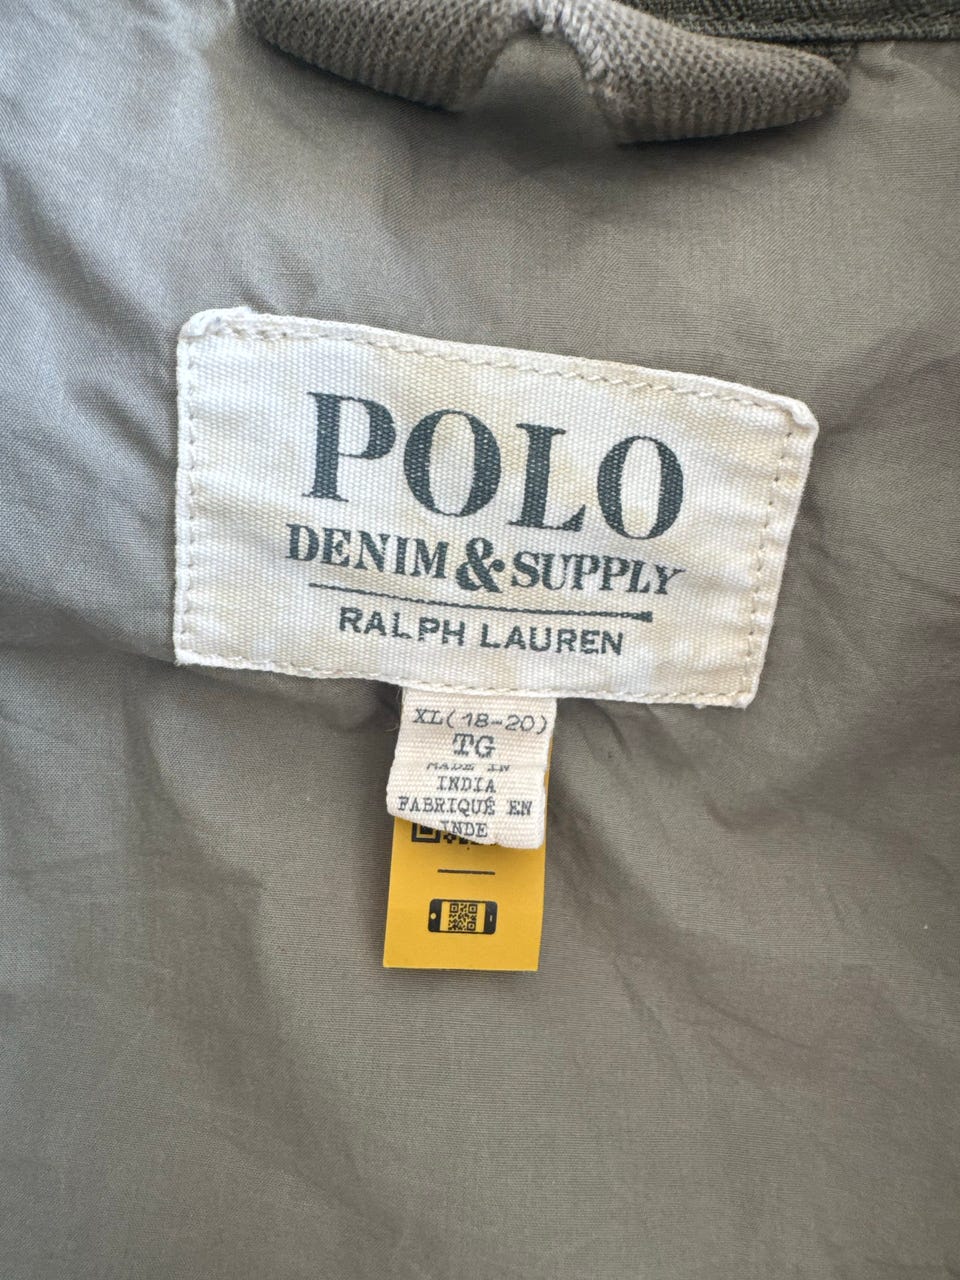 POLO
DENIM & SUPPLY
RALPH LAUREN
XL(18-20)
TG
MADE IN
INDIA
FABRIQUÉ EN
INDE